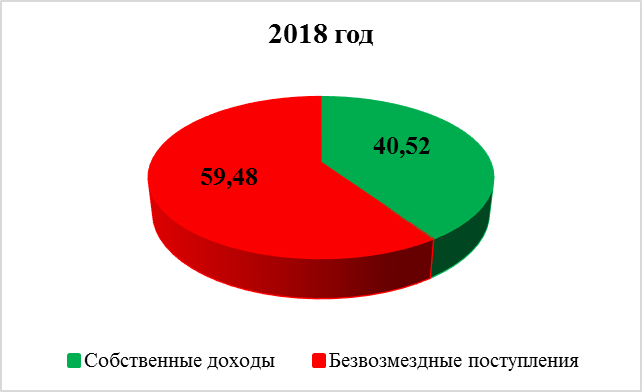 2018 год
40,52
59,48
Собственные доходы
Безвозмездные поступления